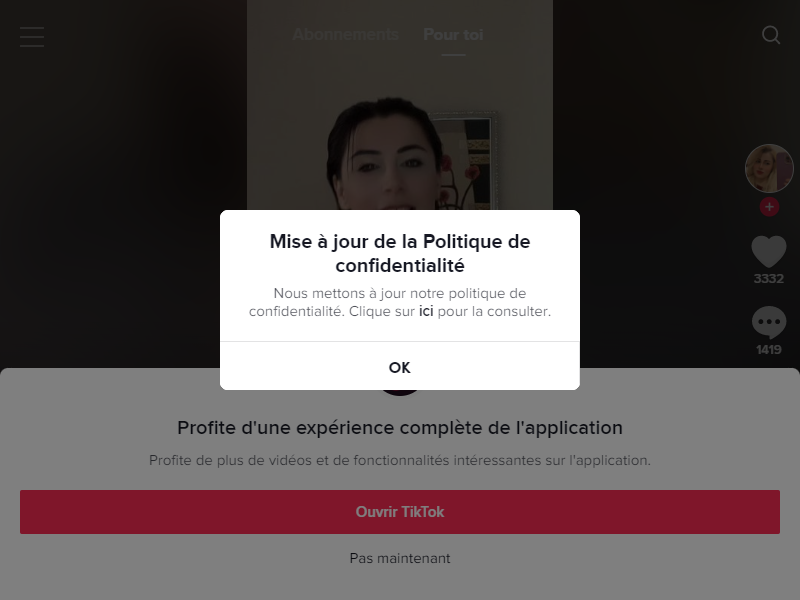 Abonnements Pour toi
3332
1419
Mise à jour de la Politique de
confidentialité
Nous mettons à jour notre politique de
confidentialité. Clique sur ici pour la consulter.
OK
Profite d'une expérience complète de l'application
Profite de plus de vidéos et de fonctionnalités intéressantes sur l'application.
Ouvrir TikTok
Pas maintenant